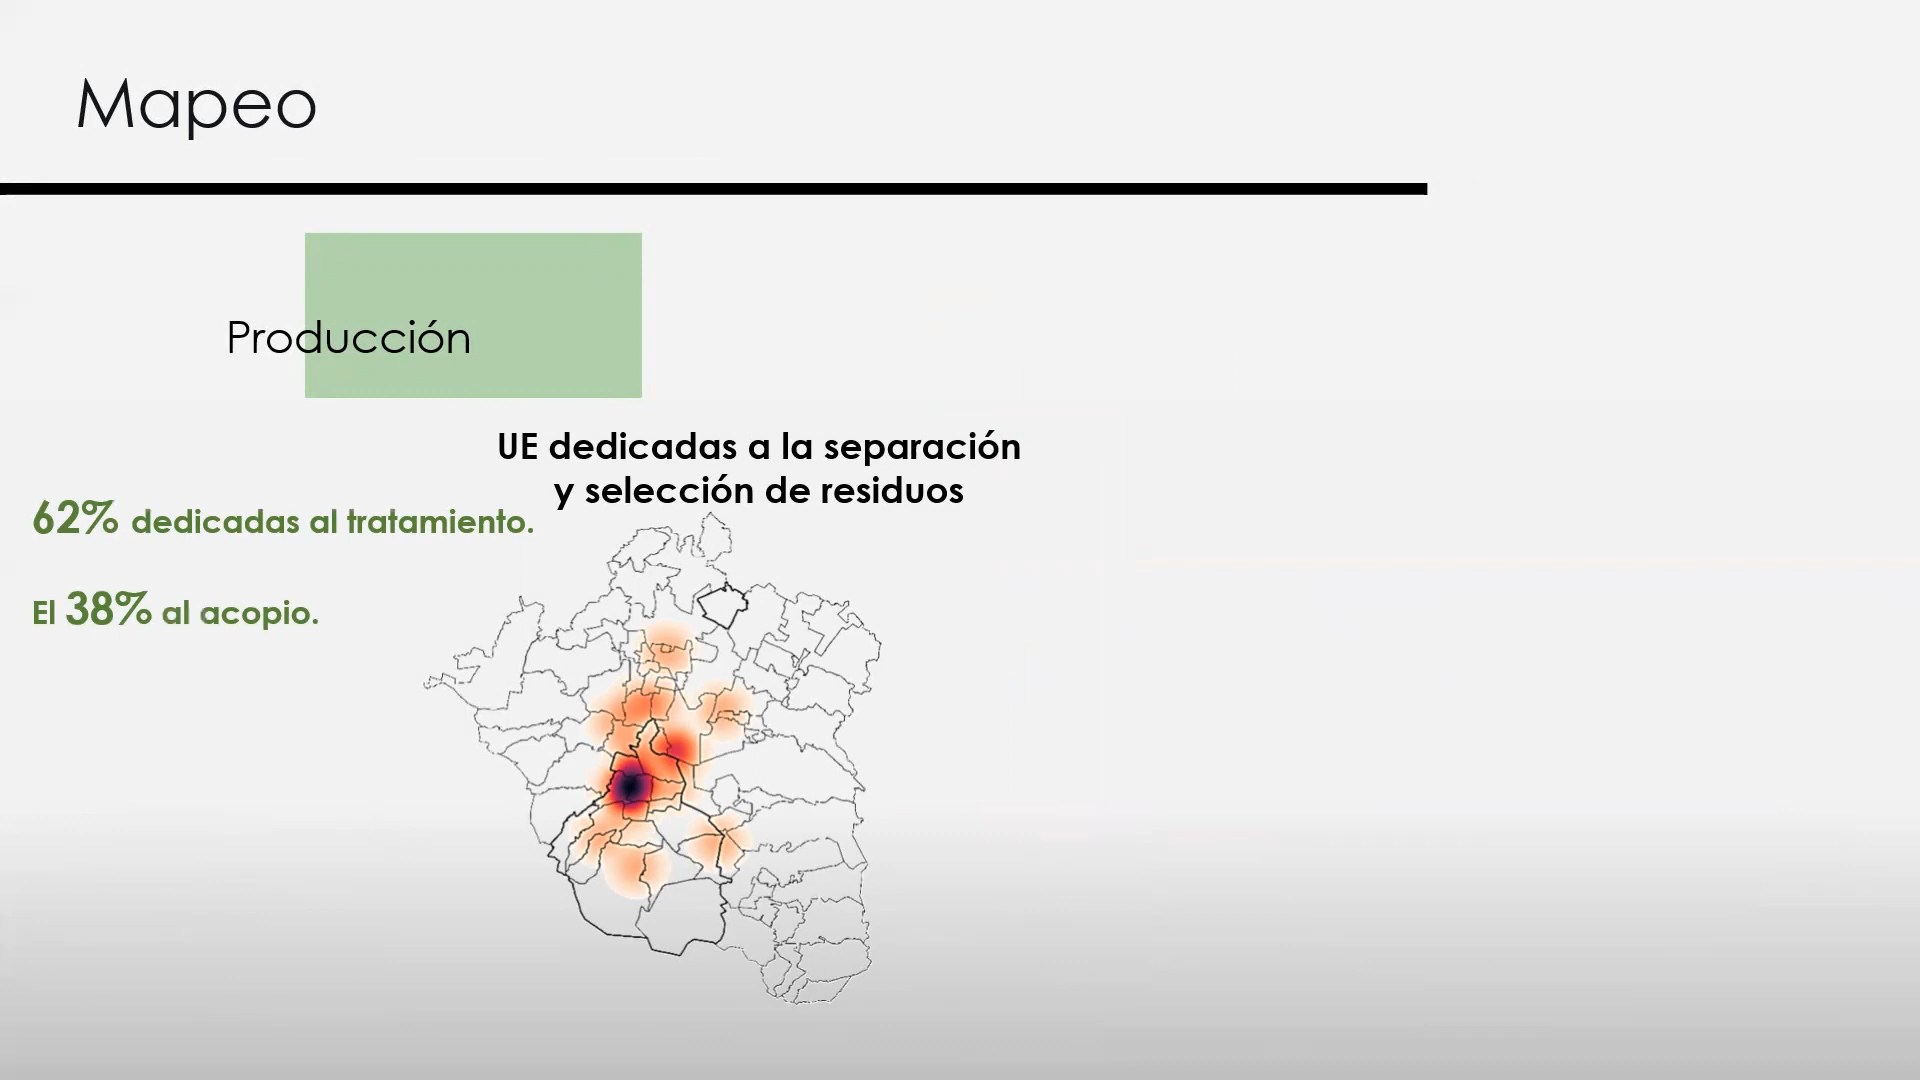 Mapeo
Producción
UE dedicadas a la separación
y selección de residuos
62% dedicadas al tratamiento.
El 38% al acopio.